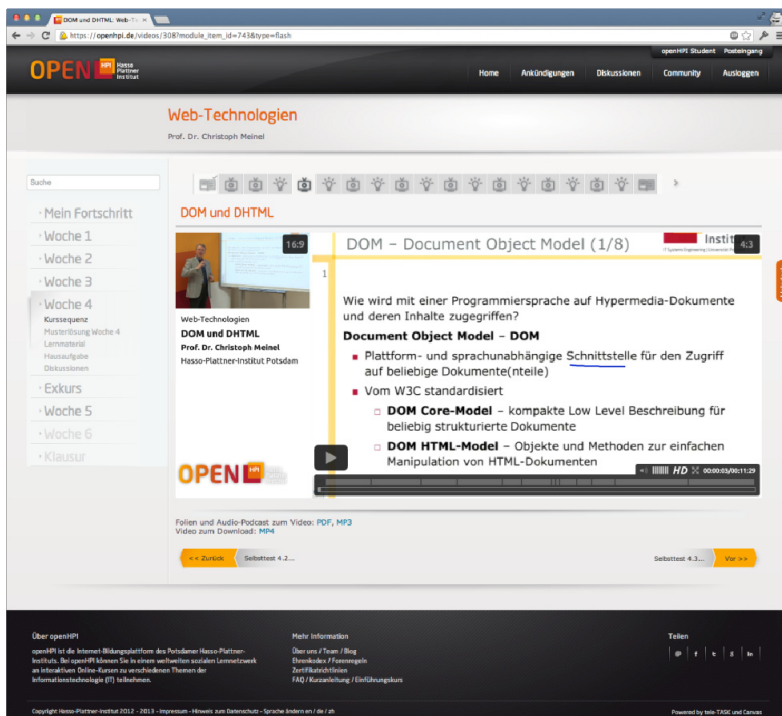 DOM und DHTML: Web-Te
https://openhpi.de/videos/308?module_item_id=743&type=flash
openHPI Student Posteingang
OPEN HPI Hasso Plattner Institut
Home Ankündigungen Diskussionen Community Ausloggen
Web-Technologien
Prof. Dr. Christoph Meinel
Suche
Mein Fortschritt
Woche 1
Woche 2
Woche 3
Woche 4
Kurssequenz
Musterlösung Woche 4
Lernmaterial
Hausaufgabe
Diskussionen
Exkurs
Woche 5
Woche 6
Klausur
DOM und DHTML
16:9
Web-Technologien
DOM und DHTML
Prof. Dr. Christoph Meinel
Hasso-Plattner-Institut Potsdam
OPEN HPI
1
DOM – Document Object Model (1/8)
Instit
4:3
Wie wird mit einer Programmiersprache auf Hypermedia-Dokumente
und deren Inhalte zugegriffen?
Document Object Model – DOM
Plattform- und sprachunabhängige Schnittstelle für den Zugriff
auf beliebige Dokumente(nteile)
Vom W3C standardisiert
DOM Core-Model – kompakte Low Level Beschreibung für
beliebig strukturierte Dokumente
DOM HTML-Model – Objekte und Methoden zur einfachen
Manipulation von HTML-Dokumenten
HD 00:00:03/00:11:29
Folien und Audio-Podcast zum Video: PDF, MP3
Video zum Download: MP4
<< Zurück Selbsttest 4.2...
Selbsttest 4.3... Vor >>
Über openHPI
openHPI ist die Internet-Bildungsplattform des Potsdamer Hasso-Plattner-
Instituts. Bei openHPI können Sie in einem weltweiten sozialen Lernnetzwerk
an interaktiven Online-Kursen zu verschiedenen Themen der
Informationstechnologie (IT) teilnehmen.
Mehr Information
Über uns / Team / Blog
Ehrenkodex / Forenregeln
Zertifikatrichtlinien
FAQ / Kurzanleitung / Einführungskurs
Teilen
@ f t g in
Copyright Hasso-Plattner-Institut 2012 - 2013 - Impressum - Hinweis zum Datenschutz - Sprache ändern en / de / zh
Powered by tele-TASK und Canvas